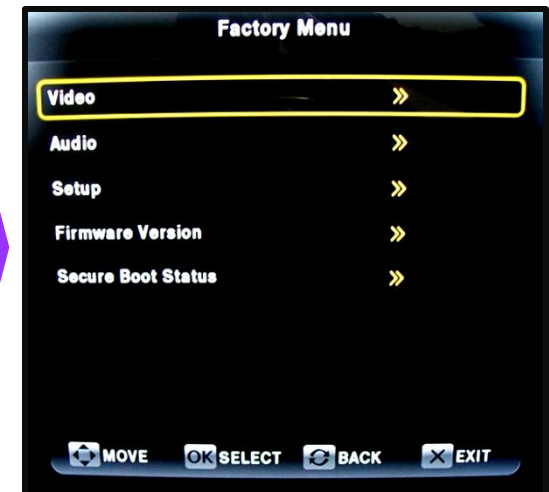 Factory Menu
Video
Audio
Setup
Firmware Version
Secure Boot Status
MOVE OK SELECT BACK EXIT